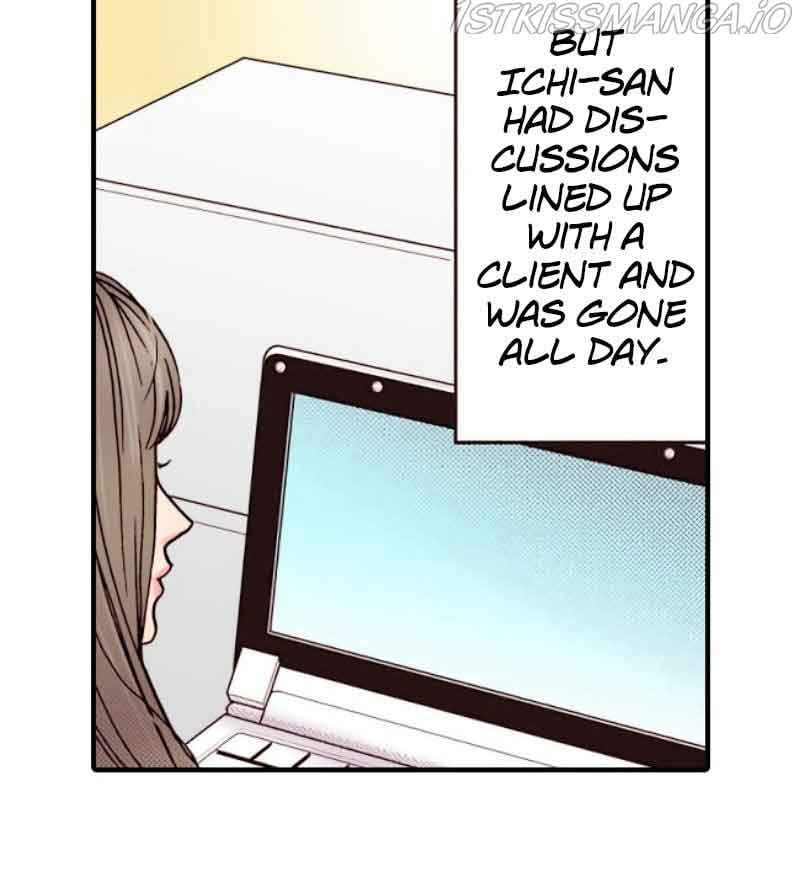 1STKISSMANGA.IO
BUT
ICHI-SAN
HAD DIS-
CUSSIONS
LINED UP
WITH A
CLIENT AND
WAS GONE
ALL DAY.